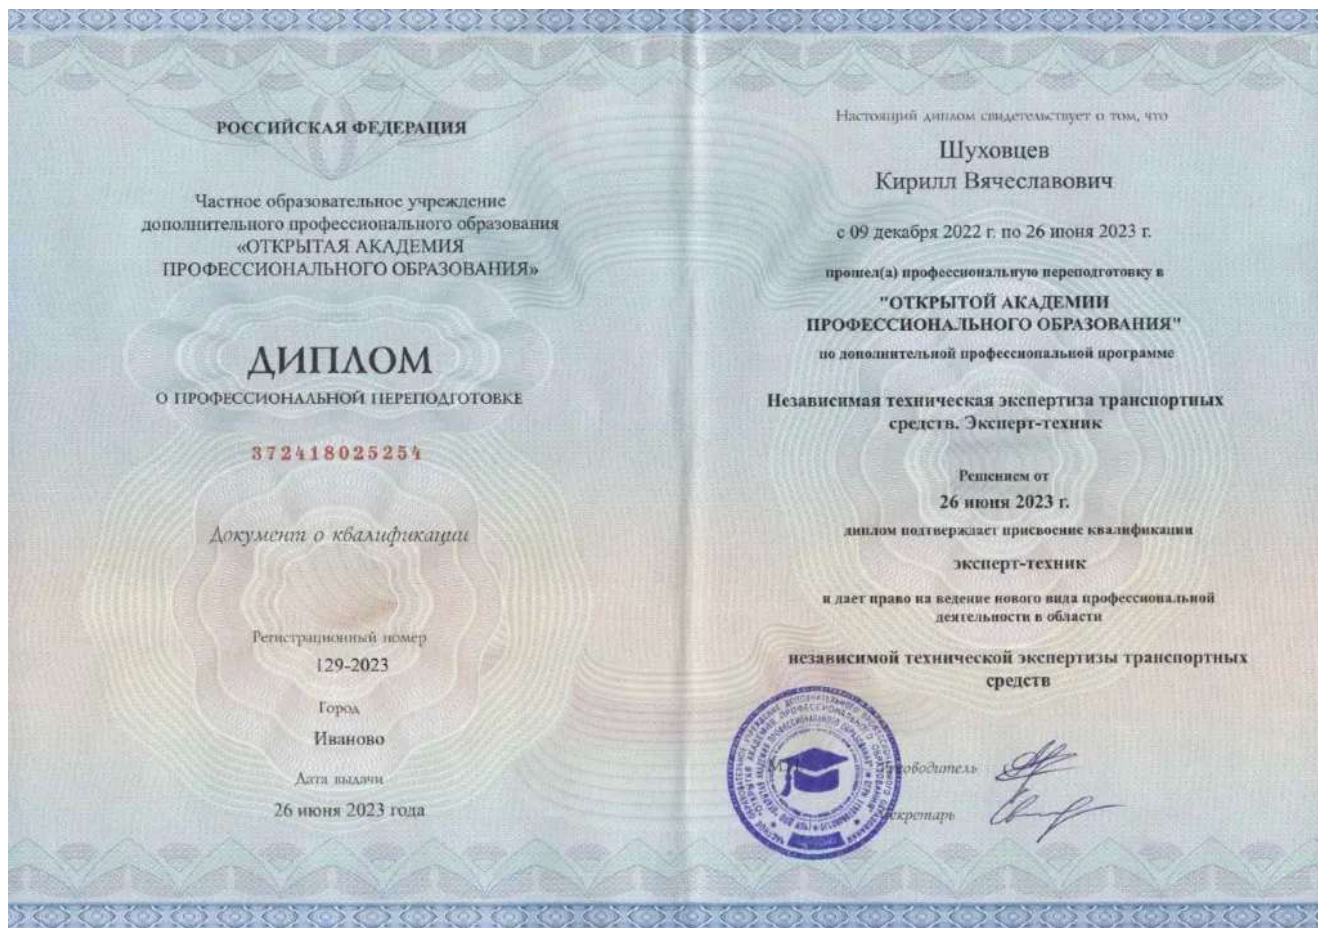 РОССИЙСКАЯ ФЕДЕРАЦИЯ
Частное образовательное учреждение
дополнительного профессионального образования
«ОТКРЫТАЯ АКАДЕМИЯ
ПРОФЕССИОНАЛЬНОГО ОБРАЗОВАНИЯ»
ДИПЛОМ
О ПРОФЕССИОНАЛЬНОЙ ПЕРЕПОДГОТОВКЕ
372418025254
Документ о квалификации
Регистрационный номер
129-2023
Город
Иваново
Дата выдачи
26 июня 2023 года
Настоящий диплом свидетельствует о том, что
Шуховцев
Кирилл Вячеславович
с 09 декабря 2022 г. по 26 июня 2023 г.
прошел(а) профессиональную переподготовку в
"ОТКРЫТОЙ АКАДЕМИИ
ПРОФЕССИОНАЛЬНОГО ОБРАЗОВАНИЯ"
по дополнительной профессиональной программе
Независимая техническая экспертиза транспортных
средств. Эксперт-техник
Решением от
26 июня 2023 г.
диплом подтверждает присвоение квалификации
эксперт-техник
и дает право на ведение нового вида профессиональной
деятельности в области
независимой технической экспертизы транспортных
средств
Руководитель
Секретарь